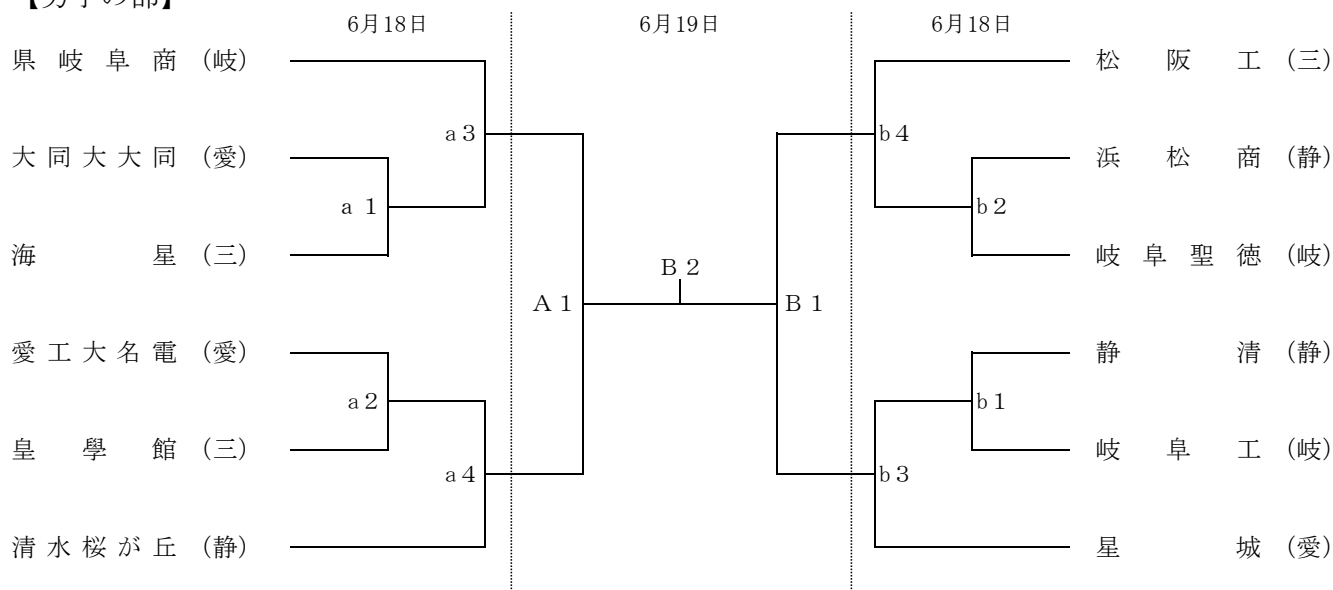 【男子の部】
6月18日 6月19日 6月18日
県岐阜商 (岐) 松阪工 (三)
a3 b4
大同大大同 (愛) 浜松商 (静)
a1 b2
海星 (三) 岐阜聖徳 (岐)
B2
A1 B1
愛工大名電 (愛) 静清 (静)
a2 b1
皇學館 (三) 岐阜工 (岐)
a4 b3
清水桜が丘 (静) 星城 (愛)